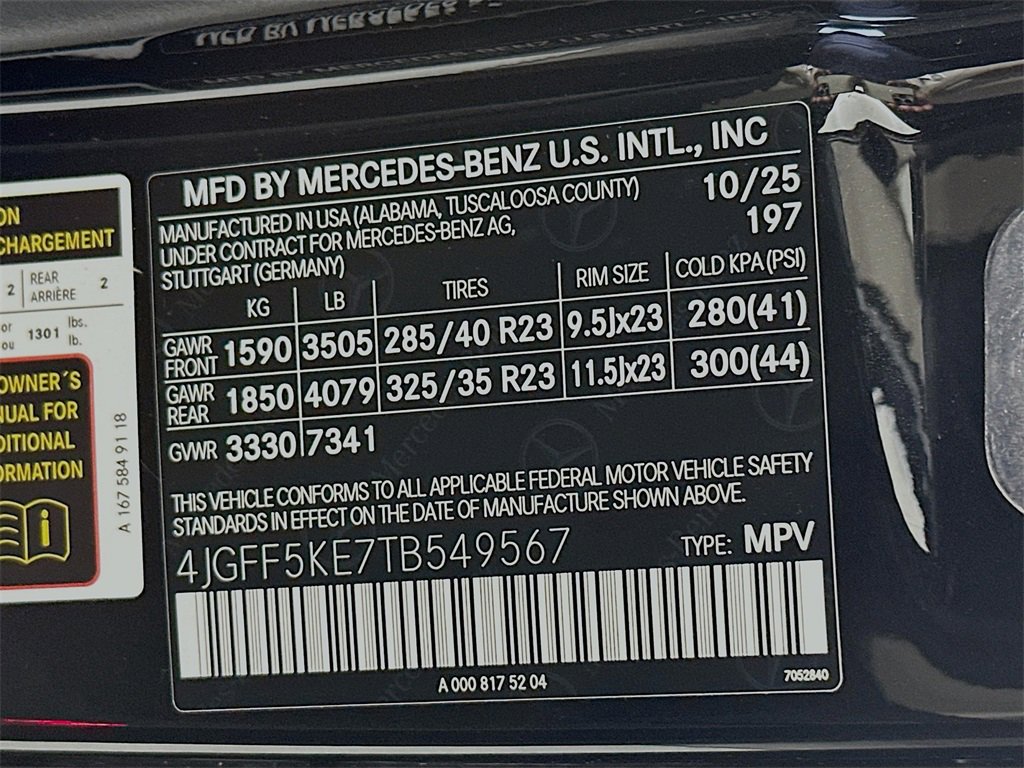 MFD BY MERCEDES-BENZ U.S. INTL., INC
MANUFACTURED IN USA (ALABAMA, TUSCALOOSA COUNTY) 10/25
UNDER CONTRACT FOR MERCEDES-BENZ AG, 197
STUTTGART (GERMANY)
KG LB TIRES RIM SIZE COLD KPA (PSI)
GAWR FRONT 1590 3505 285/40 R23 9.5Jx23 280(41)
GAWR REAR 1850 4079 325/35 R23 11.5Jx23 300(44)
GVWR 3330 7341
THIS VEHICLE CONFORMS TO ALL APPLICABLE FEDERAL MOTOR VEHICLE SAFETY
STANDARDS IN EFFECT ON THE DATE OF MANUFACTURE SHOWN ABOVE.
4JGFF5KE7TB549567 TYPE: MPV
A 000 817 52 04 7052840
ON
CHARGEMENT
2 REAR ARRIÈRE 2
or ou 1301 lbs. lb.
OWNER´S
NUAL FOR
DITIONAL
ORMATION
A 167 584 91 18